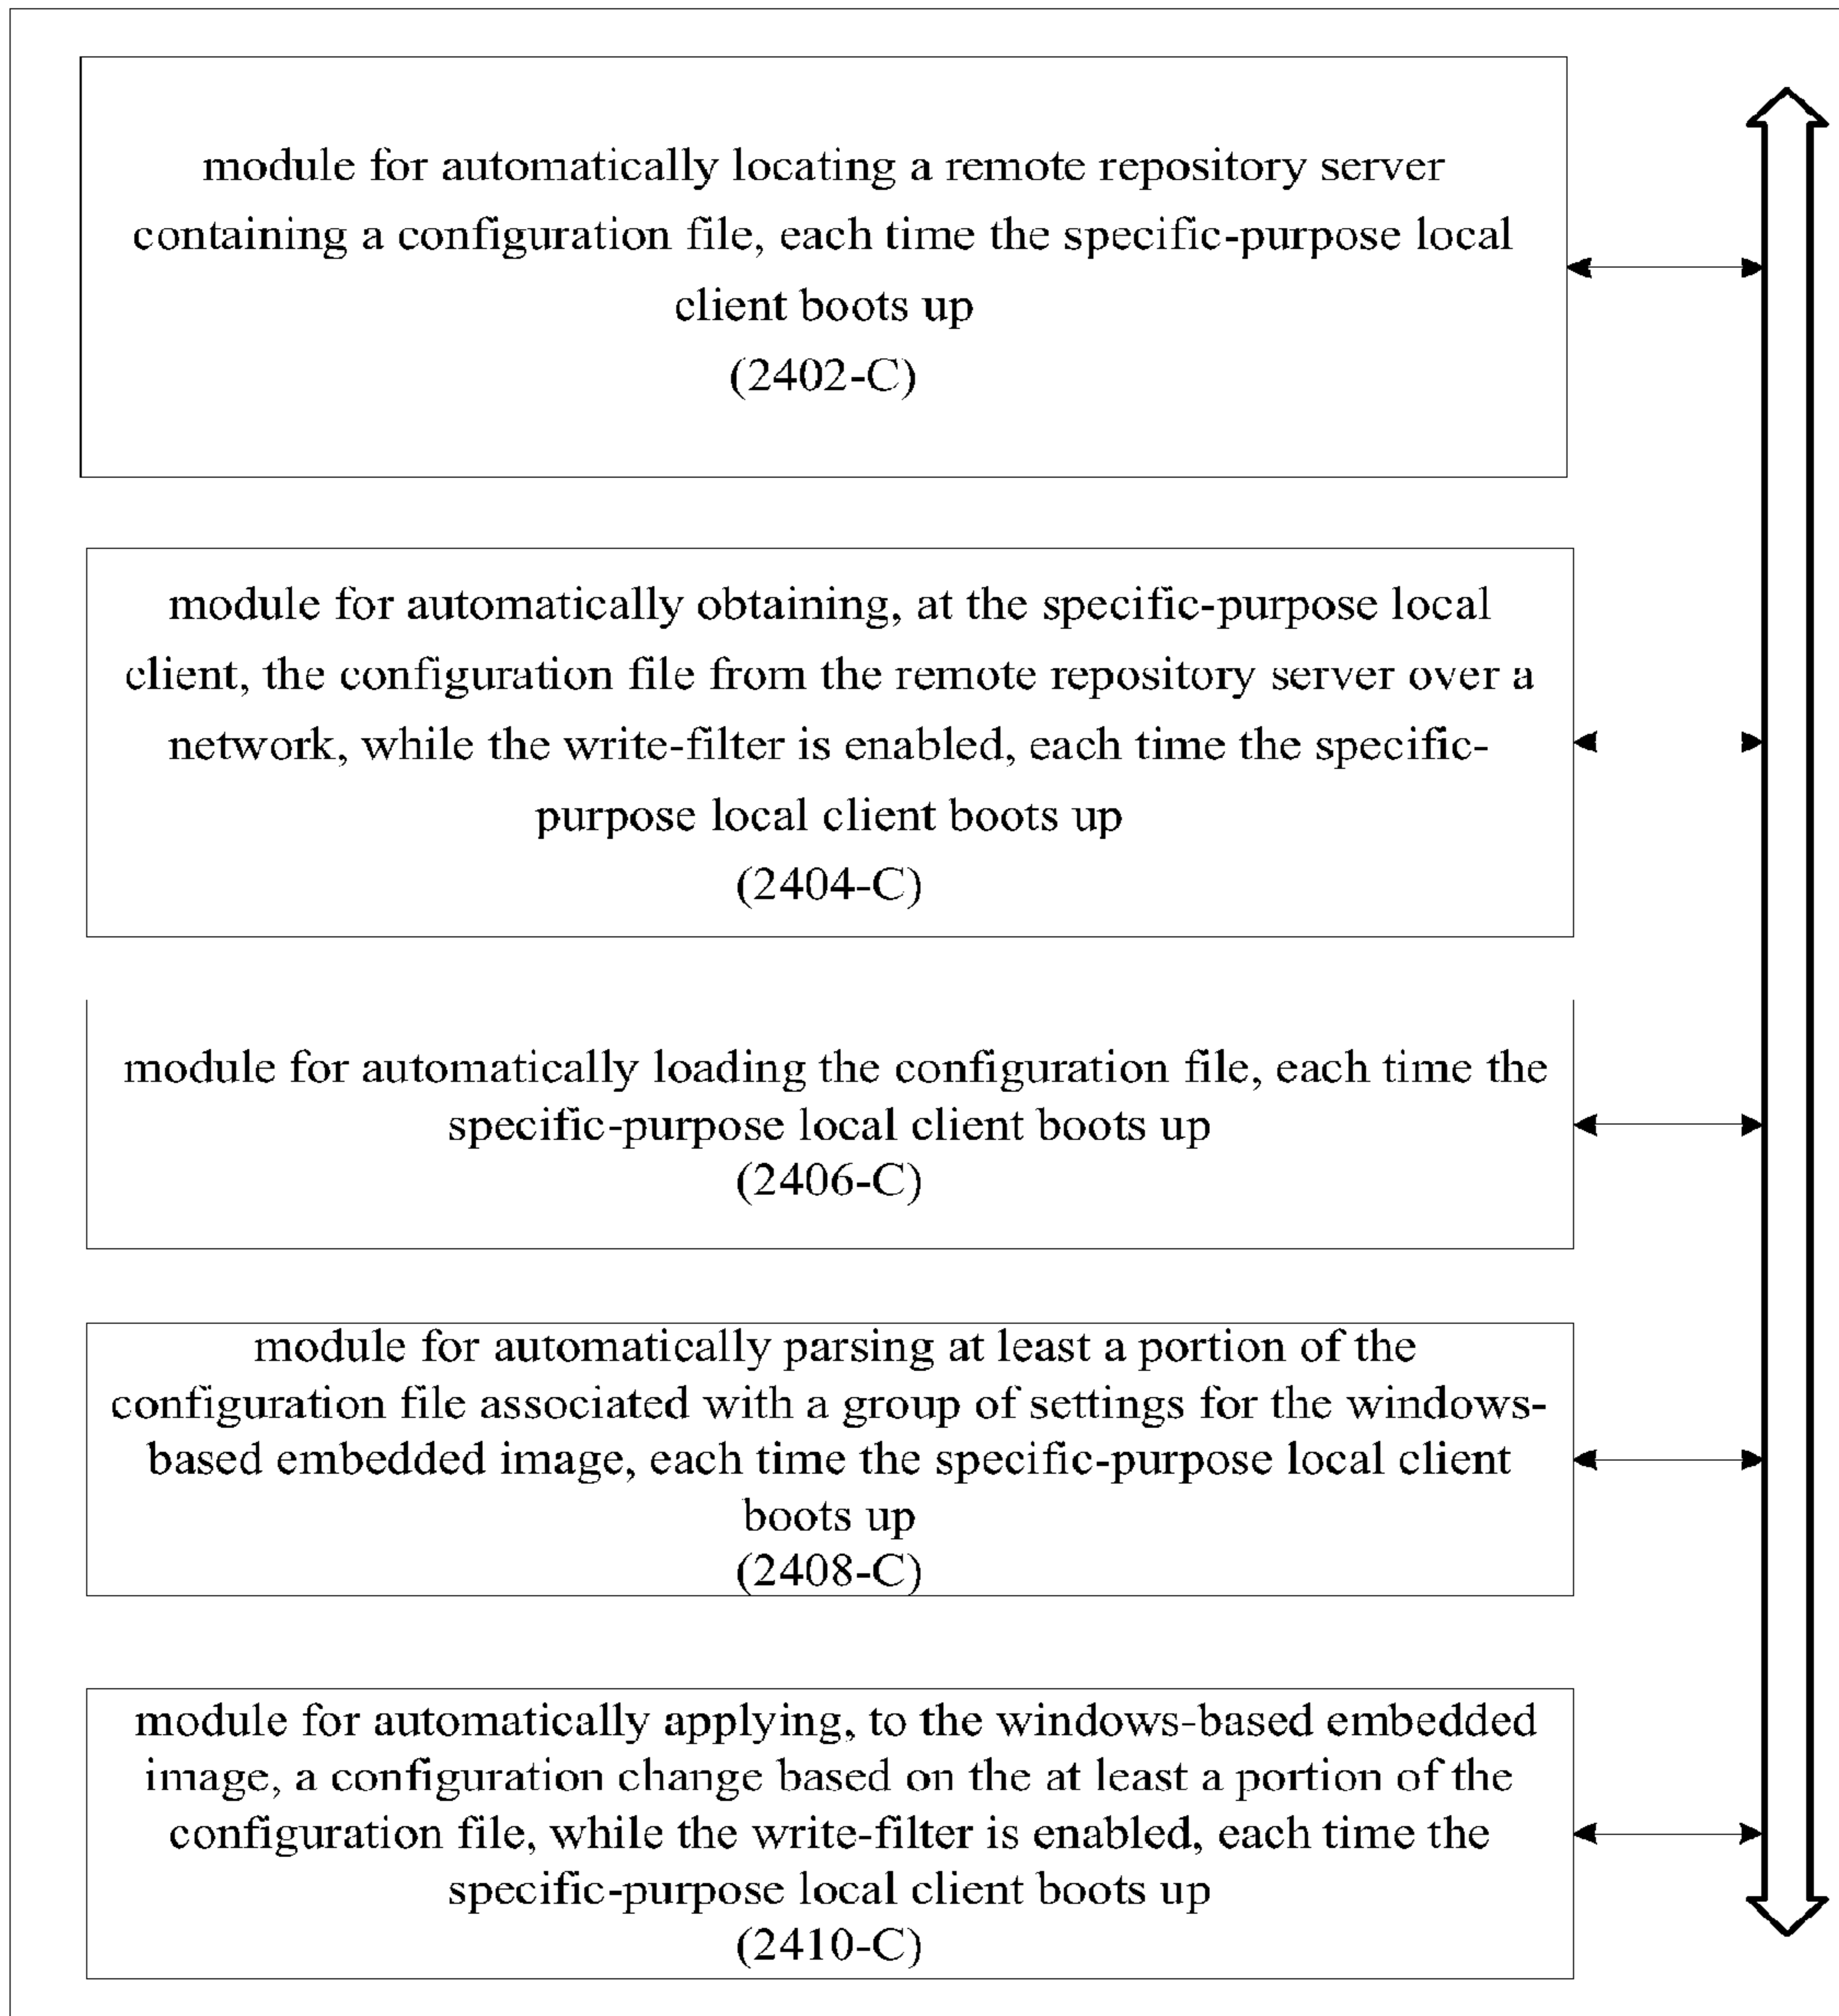 module for automatically locating a remote repository server
containing a configuration file, each time the specific-purpose local
client boots up
(2402-C)
module for automatically obtaining, at the specific-purpose local
client, the configuration file from the remote repository server over a
network, while the write-filter is enabled, each time the specific-
purpose local client boots up
(2404-C)
module for automatically loading the configuration file, each time the
specific-purpose local client boots up
(2406-C)
module for automatically parsing at least a portion of the
configuration file associated with a group of settings for the windows-
based embedded image, each time the specific-purpose local client
boots up
(2408-C)
module for automatically applying, to the windows-based embedded
image, a configuration change based on the at least a portion of the
configuration file, while the write-filter is enabled, each time the
specific-purpose local client boots up
(2410-C)